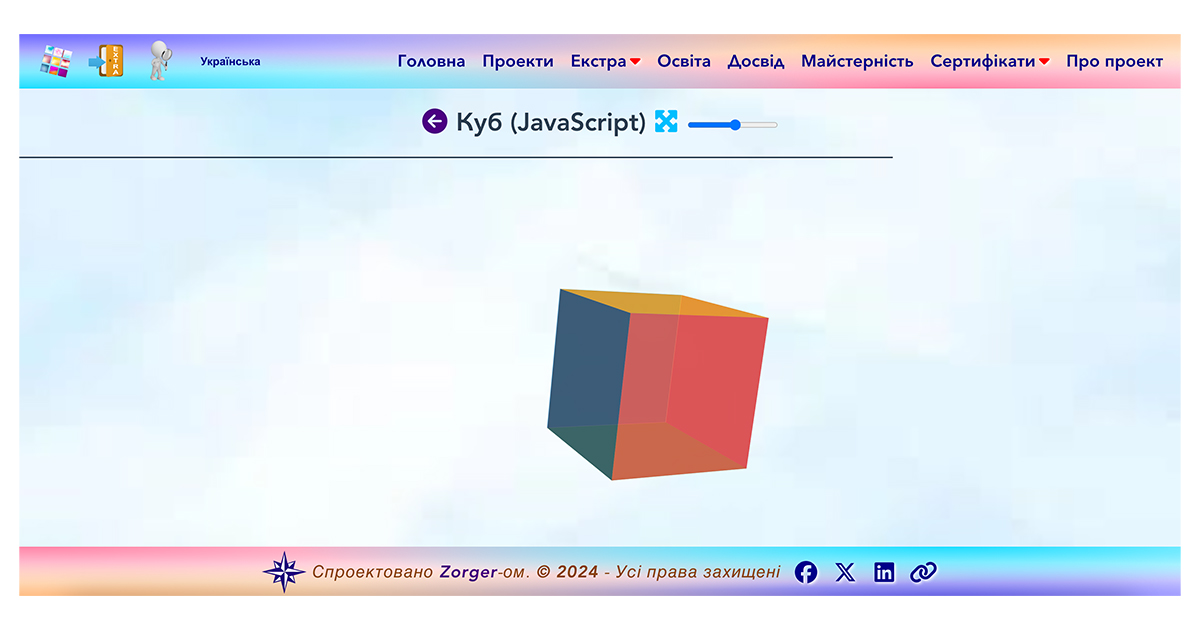 EXTRA
Українська
Головна Проекти Екстра Освіта Досвід Майстерність Сертифікати Про проект
Куб (JavaScript)
Спроектовано Zorger-ом. © 2024 - Усі права захищені